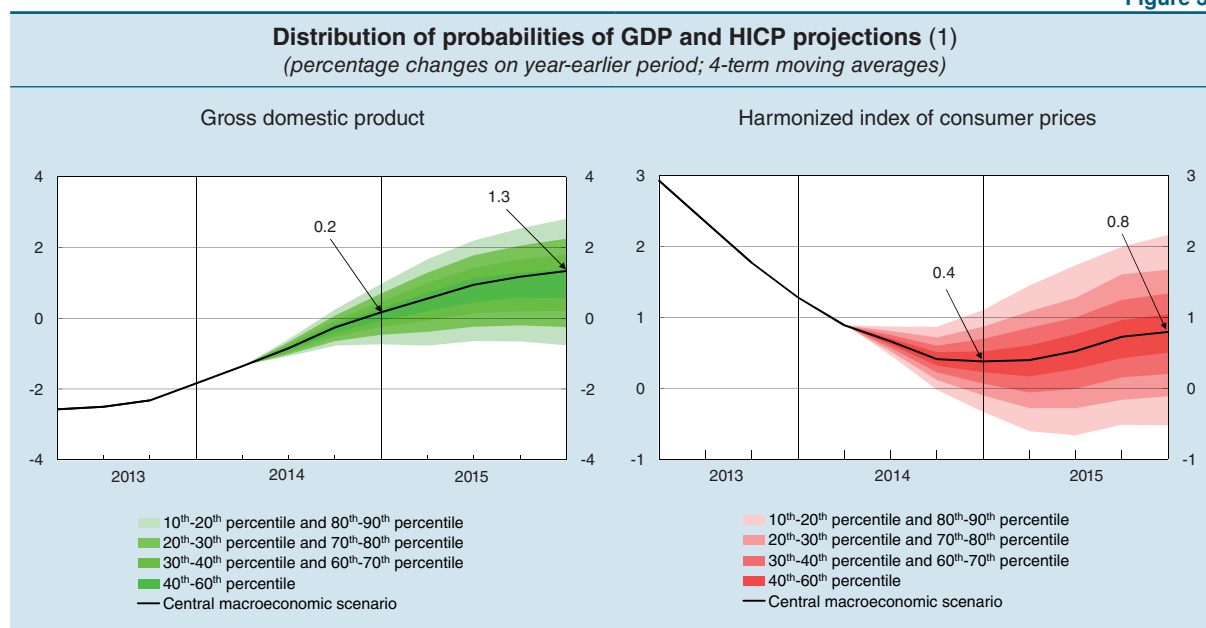 Figure 3
Distribution of probabilities of GDP and HICP projections (1)
(percentage changes on year-earlier period; 4-term moving averages)
Gross domestic product
4
2
0
-2
-4
4
2
0
-2
-4
0.2
1.3
2013
2014
2015
10th-20th percentile and 80th-90th percentile
20th-30th percentile and 70th-80th percentile
30th-40th percentile and 60th-70th percentile
40th-60th percentile
Central macroeconomic scenario
Harmonized index of consumer prices
3
2
1
0
-1
3
2
1
0
-1
0.4
0.8
2013
2014
2015
10th-20th percentile and 80th-90th percentile
20th-30th percentile and 70th-80th percentile
30th-40th percentile and 60th-70th percentile
40th-60th percentile
Central macroeconomic scenario